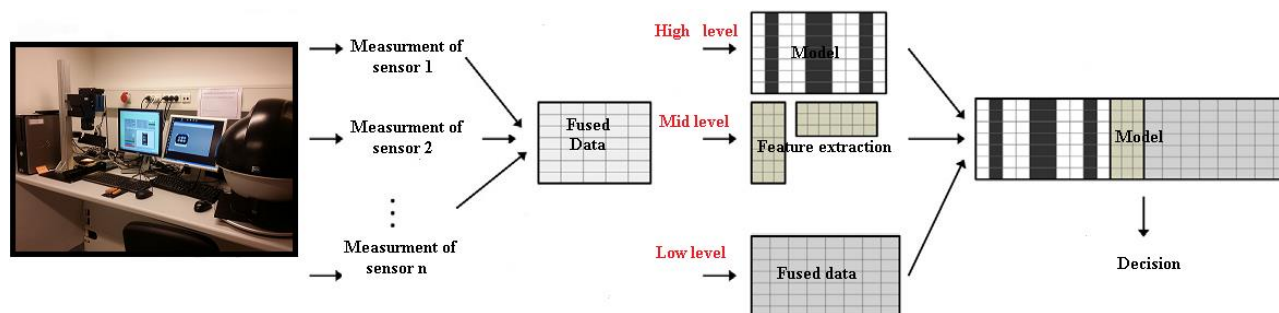 Measurment of
sensor 1
Measurment of
sensor 2
Measurment of
sensor n
Fused
Data
High level
Model
Mid level
Feature extraction
Low level
Fused data
Model
Decision